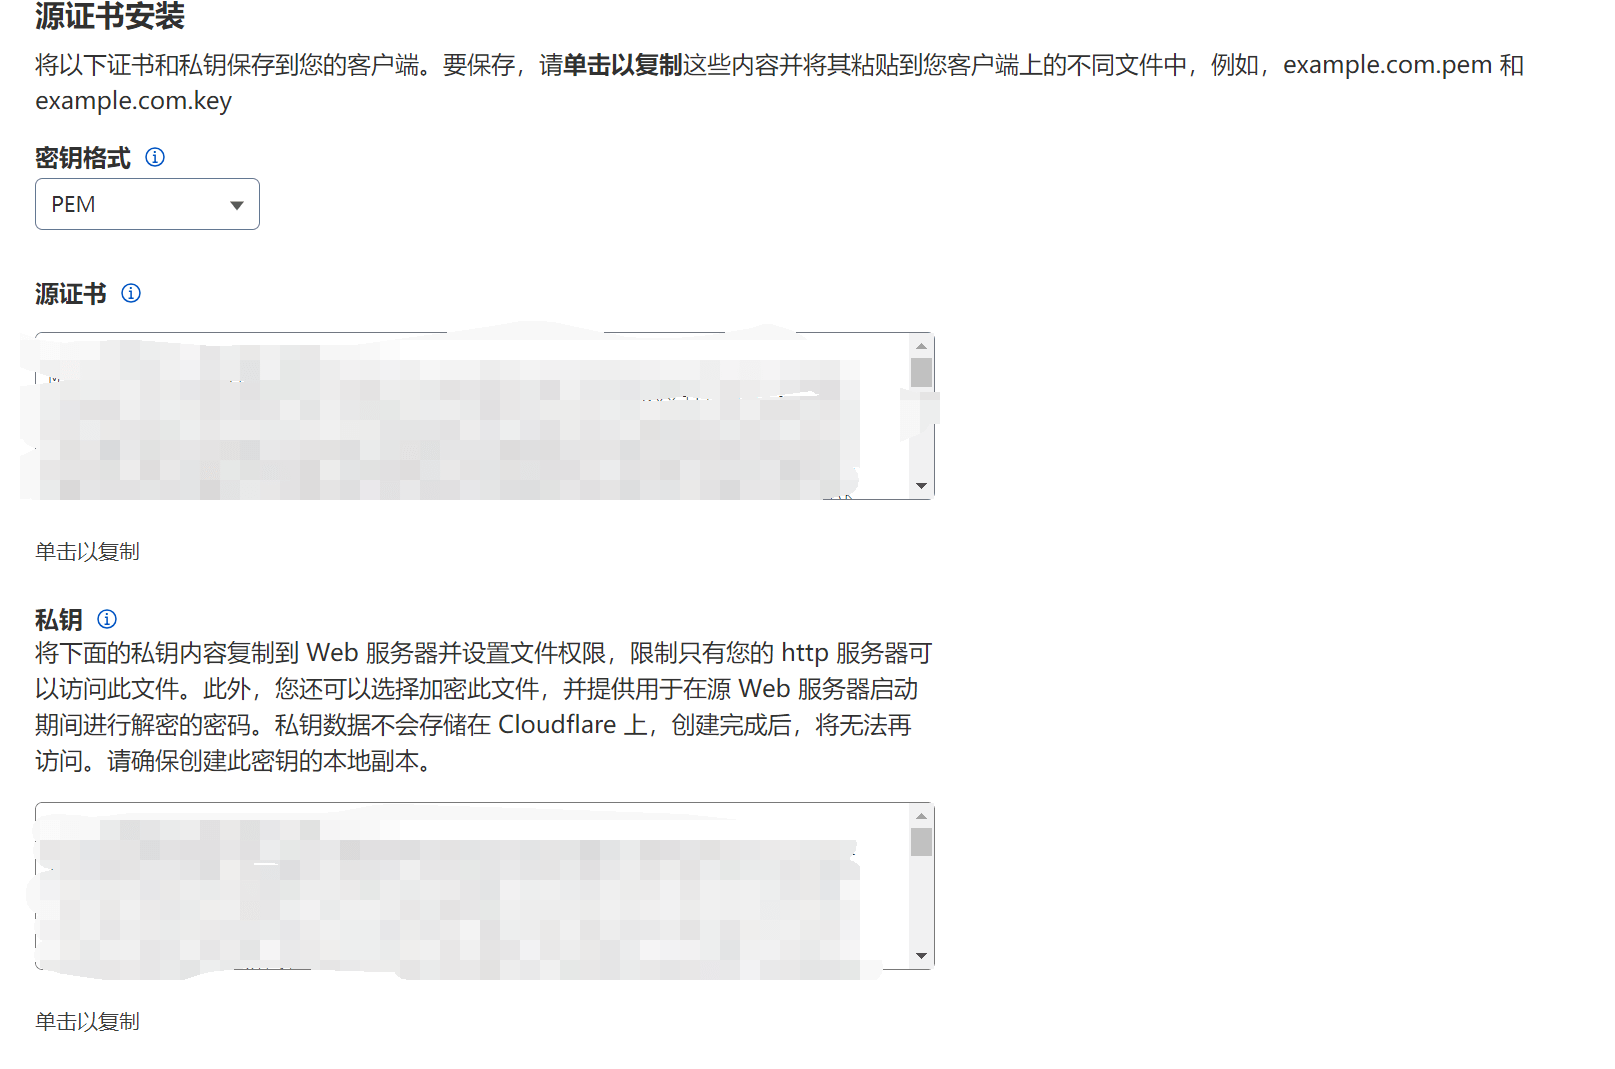 源证书安装
将以下证书和私钥保存到您的客户端。要保存，请单击以复制这些内容并将其粘贴到您客户端上的不同文件中，例如，example.com.pem 和
example.com.key
密钥格式
PEM
源证书
单击以复制
私钥
将下面的私钥内容复制到 Web 服务器并设置文件权限，限制只有您的 http 服务器可
以访问此文件。此外，您还可以选择加密此文件，并提供用于在源 Web 服务器启动
期间进行解密的密码。私钥数据不会存储在 Cloudflare 上，创建完成后，将无法再
访问。请确保创建此密钥的本地副本。
单击以复制